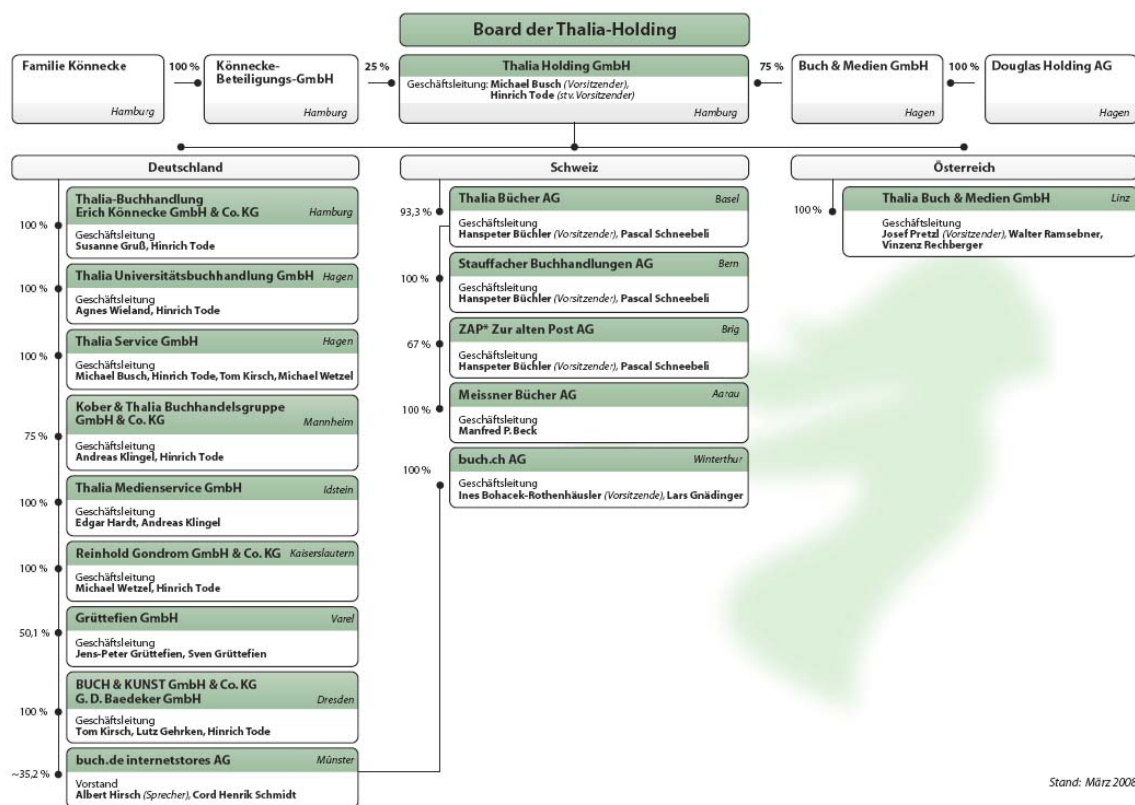 Board der Thalia-Holding
Familie Könnecke
Hamburg
100 %
Könnecke-
Beteiligungs-GmbH
Hamburg
25 %
Thalia Holding GmbH
Geschäftsleitung: Michael Busch (Vorsitzender),
Hinrich Tode (stv. Vorsitzender)
Hamburg
75 %
Buch & Medien GmbH
Hagen
100 %
Douglas Holding AG
Hagen
Deutschland
Thalia-Buchhandlung
Erich Könnecke GmbH & Co. KG Hamburg
100 %
Geschäftsleitung
Susanne Gruß, Hinrich Tode
Thalia Universitätsbuchhandlung GmbH Hagen
100 %
Geschäftsleitung
Agnes Wieland, Hinrich Tode
Thalia Service GmbH Hagen
100 %
Geschäftsleitung
Michael Busch, Hinrich Tode, Tom Kirsch, Michael Wetzel
Kober & Thalia Buchhandelsgruppe
GmbH & Co. KG Mannheim
75 %
Geschäftsleitung
Andreas Klingel, Hinrich Tode
Thalia Medienservice GmbH Idstein
100 %
Geschäftsleitung
Edgar Hardt, Andreas Klingel
Reinhold Gondrom GmbH & Co. KG Kaiserslautern
100 %
Geschäftsleitung
Michael Wetzel, Hinrich Tode
Grüttefien GmbH Varel
50,1 %
Geschäftsleitung
Jens-Peter Grüttefien, Sven Grüttefien
BUCH & KUNST GmbH & Co. KG
G. D. Baedeker GmbH Dresden
100 %
Geschäftsleitung
Tom Kirsch, Lutz Gehrken, Hinrich Tode
buch.de internetstores AG Münster
~35,2 %
Vorstand
Albert Hirsch (Sprecher), Cord Henrik Schmidt
Schweiz
Thalia Bücher AG Basel
93,3 %
Geschäftsleitung
Hanspeter Büchler (Vorsitzender), Pascal Schneebeli
Stauffacher Buchhandlungen AG Bern
100 %
Geschäftsleitung
Hanspeter Büchler (Vorsitzender), Pascal Schneebeli
ZAP* Zur alten Post AG Brig
67 %
Geschäftsleitung
Hanspeter Büchler (Vorsitzender), Pascal Schneebeli
Meissner Bücher AG Aarau
100 %
Geschäftsleitung
Manfred P. Beck
buch.ch AG Winterthur
100 %
Geschäftsleitung
Ines Bohacek-Rothenhäusler (Vorsitzende), Lars Gnädinger
Österreich
Thalia Buch & Medien GmbH Linz
100 %
Geschäftsleitung
Josef Pretzl (Vorsitzender), Walter Ramsebner,
Vinzenz Rechberger
Stand: März 2008